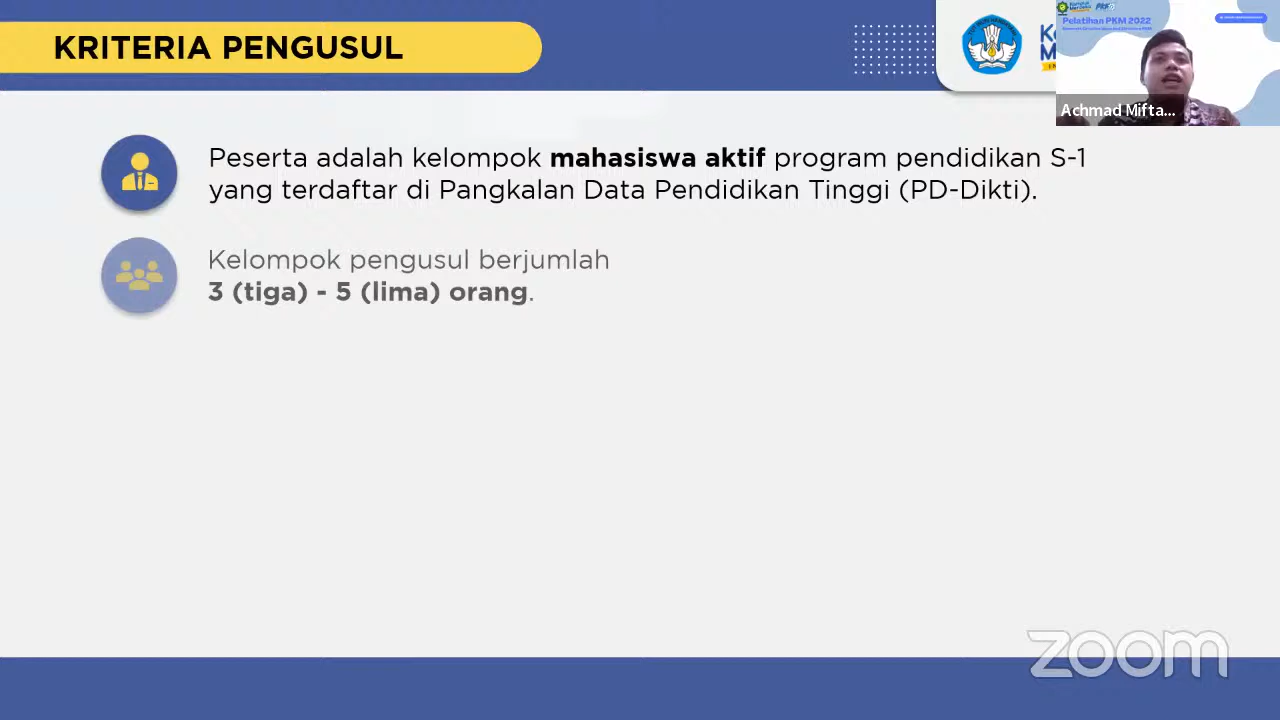 KRITERIA PENGUSUL
Pelatihan PKM 2022
Achmad Mifta...
Peserta adalah kelompok mahasiswa aktif program pendidikan S-1
yang terdaftar di Pangkalan Data Pendidikan Tinggi (PD-Dikti).
Kelompok pengusul berjumlah
3 (tiga) - 5 (lima) orang.
zoom